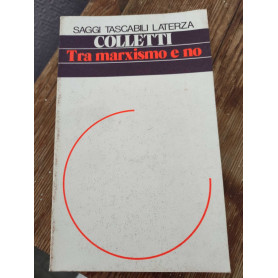 SAGGI TASCABILI LATERZA
COLLETTI
Tra marxismo e no